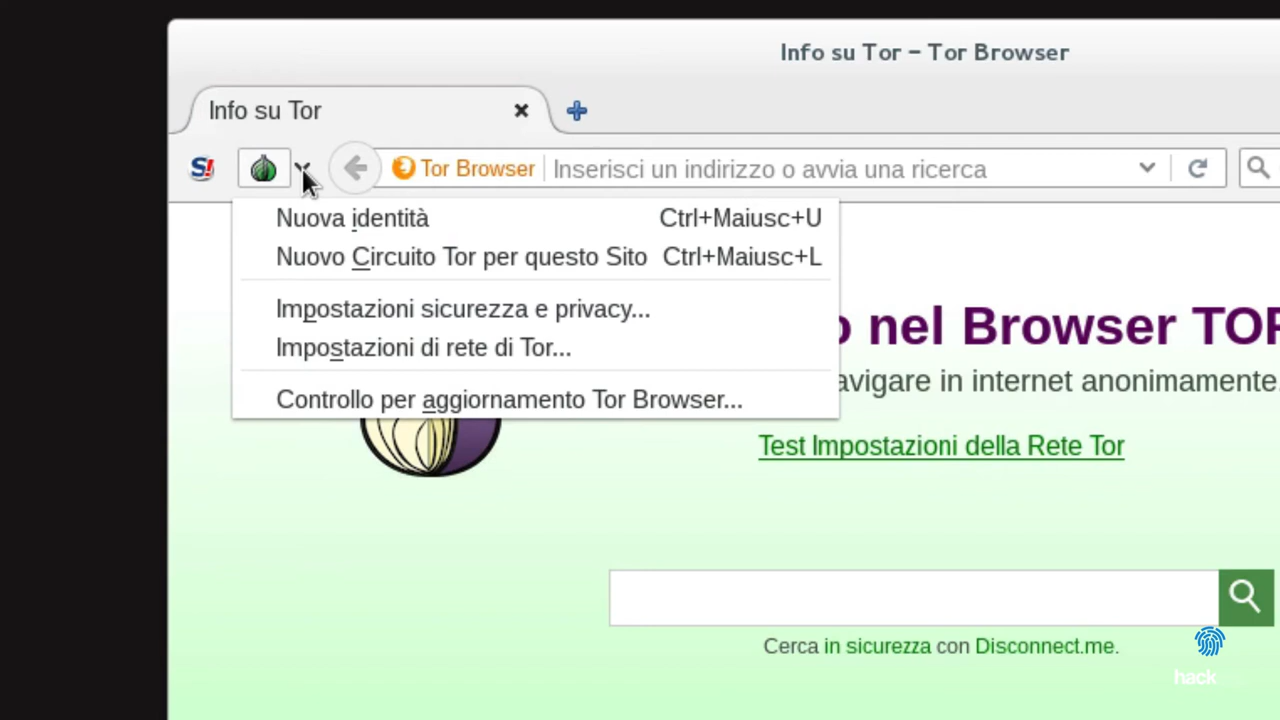 Info su Tor – Tor Browser
Info su Tor
S!
Tor Browser
Inserisci un indirizzo o avvia una ricerca
Nuova identità Ctrl+Maiusc+U
Nuovo Circuito Tor per questo Sito Ctrl+Maiusc+L
Impostazioni sicurezza e privacy...
Impostazioni di rete di Tor...
Controllo per aggiornamento Tor Browser...
nel Browser TOR
avigare in internet anonimamente.
Test Impostazioni della Rete Tor
Cerca in sicurezza con Disconnect.me.
hack